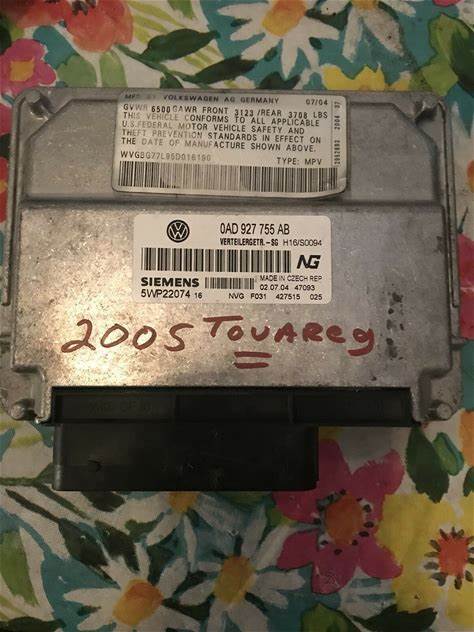 MFD. BY VOLKSWAGEN AG GERMANY 07/04
GVWR 6500 GAWR FRONT 3123 /REAR 3708 LBS
THIS VEHICLE CONFORMS TO ALL APPLICABLE
U.S.FEDERAL MOTOR VEHICLE SAFETY AND
THEFT PREVENTION STANDARDS IN EFFECT ON
THE DATE OF MANUFACTURE SHOWN ABOVE
WVGBG77L95D016190 TYPE: MPV
0AD 927 755 AB
VERTEILERGETR.-SG H16/S0094
NG
SIEMENS MADE IN CZECH REP
5WP22074 16 02.07.04 47093
NVG F031 427515 025
2005 TOUAREG